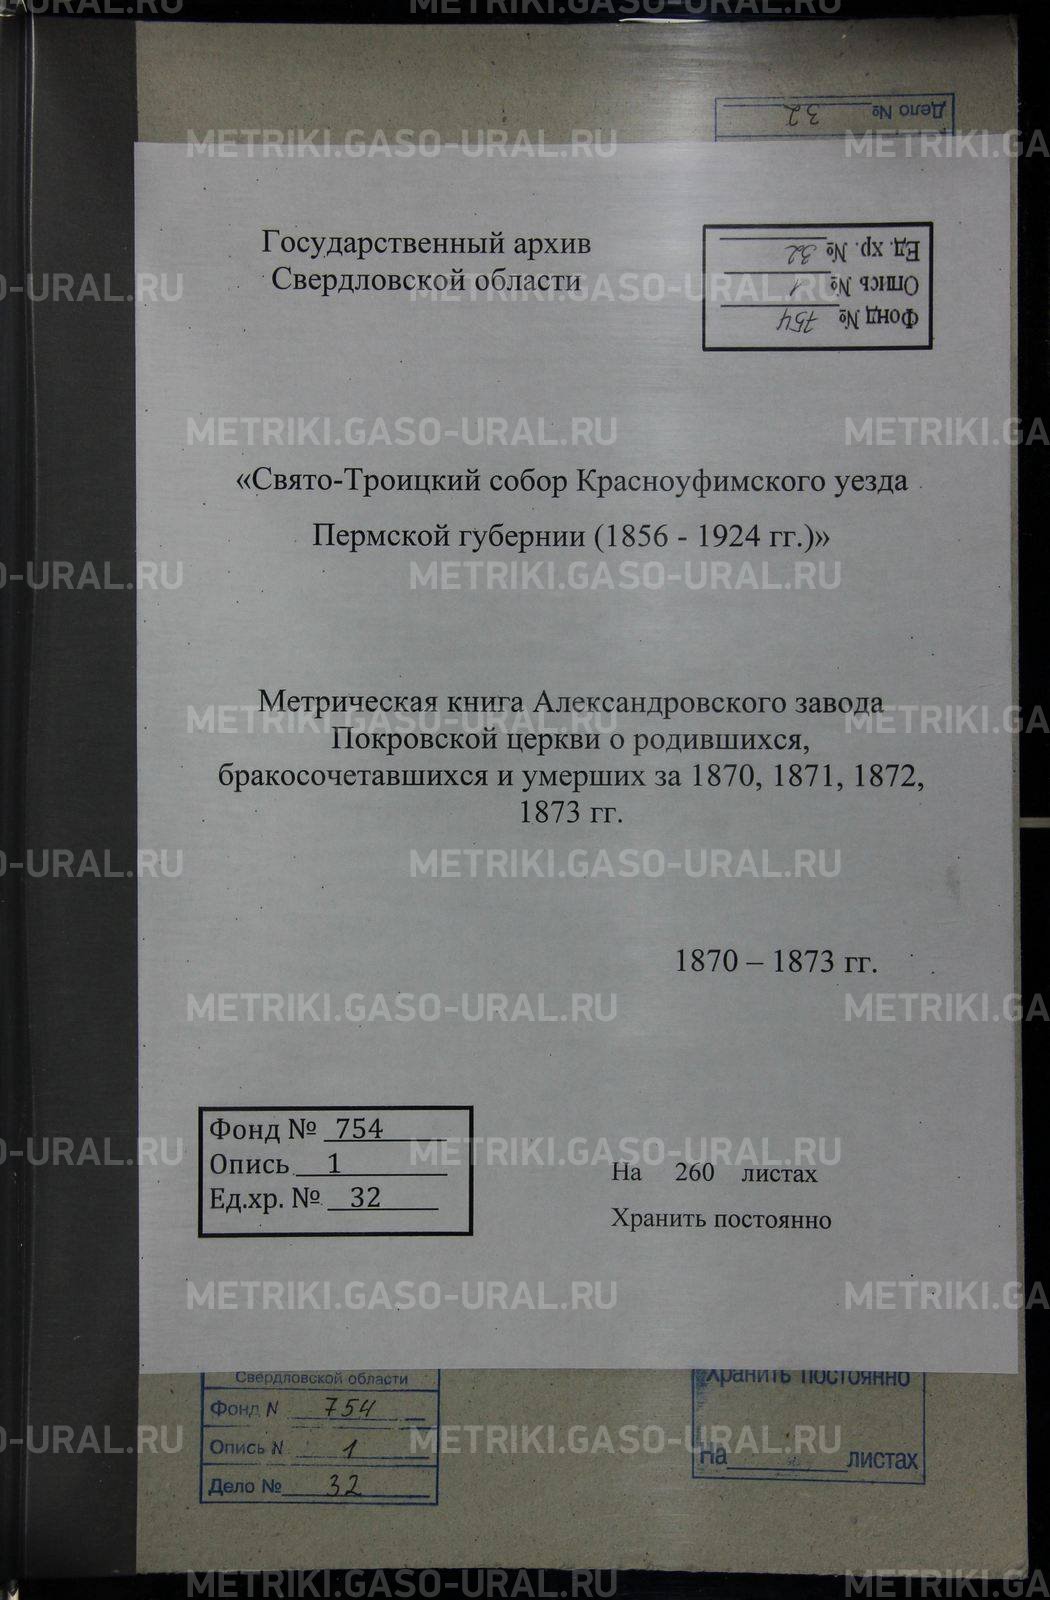 Дело № 32
Государственный архив
Свердловской области
Ед. хр. № 32
Опись № 1
Фонд № 754
«Свято-Троицкий собор Красноуфимского уезда
Пермской губернии (1856 - 1924 гг.)»
Метрическая книга Александровского завода
Покровской церкви о родившихся,
бракосочетавшихся и умерших за 1870, 1871, 1872,
1873 гг.
1870 – 1873 гг.
Фонд № 754
Опись 1
Ед.хр. № 32
На 260 листах
Хранить постоянно
Свердловской области
Фонд N 754
Опись N 1
Дело № 32
Хранить постоянно
На листах
METRIKI.GASO-URAL.RU